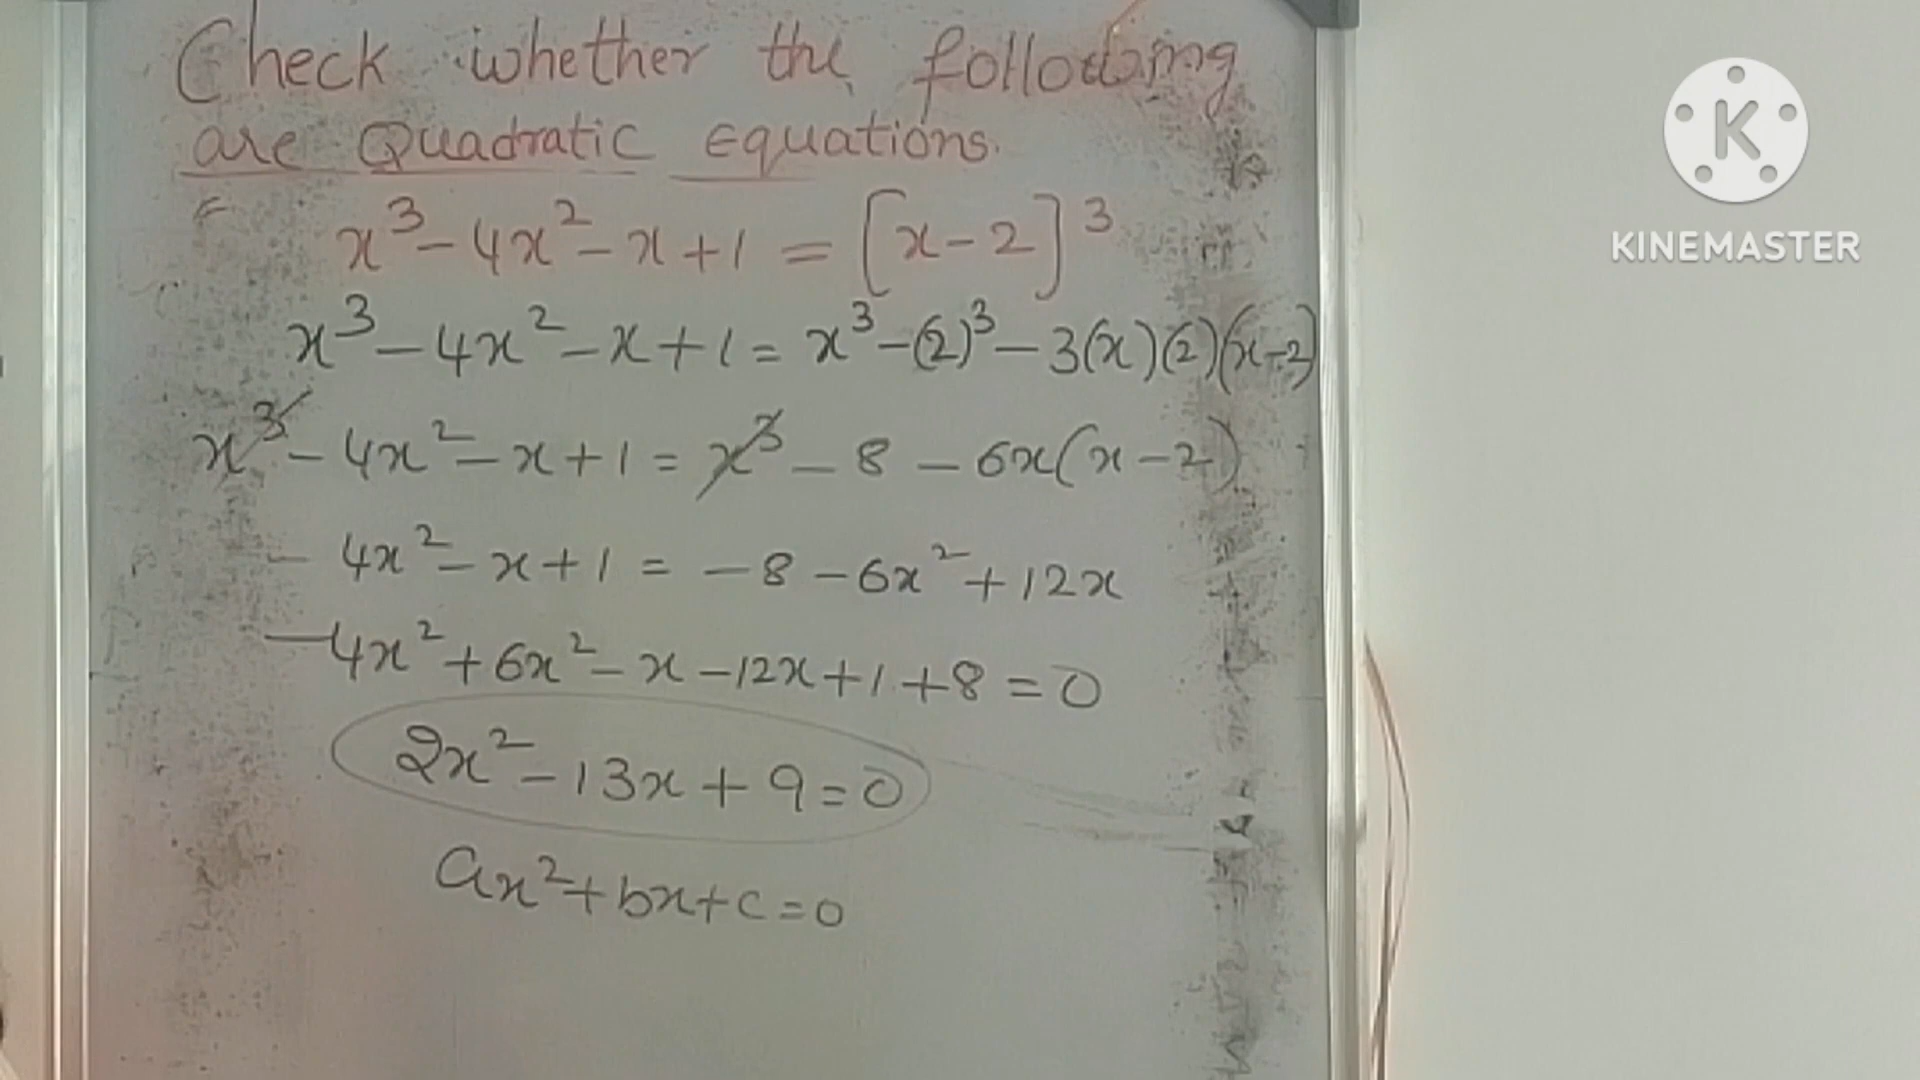 Check whether the following
are Quadratic Equations.
x³ - 4x² - x + 1 = [x - 2]³
x³ - 4x² - x + 1 = x³ - (2)³ - 3(x)(2)(x-2)
x³ - 4x² - x + 1 = x³ - 8 - 6x(x - 2)
- 4x² - x + 1 = - 8 - 6x² + 12x
-4x² + 6x² - x - 12x + 1 + 8 = 0
2x² - 13x + 9 = 0
ax² + bx + c = 0
K
KINEMASTER